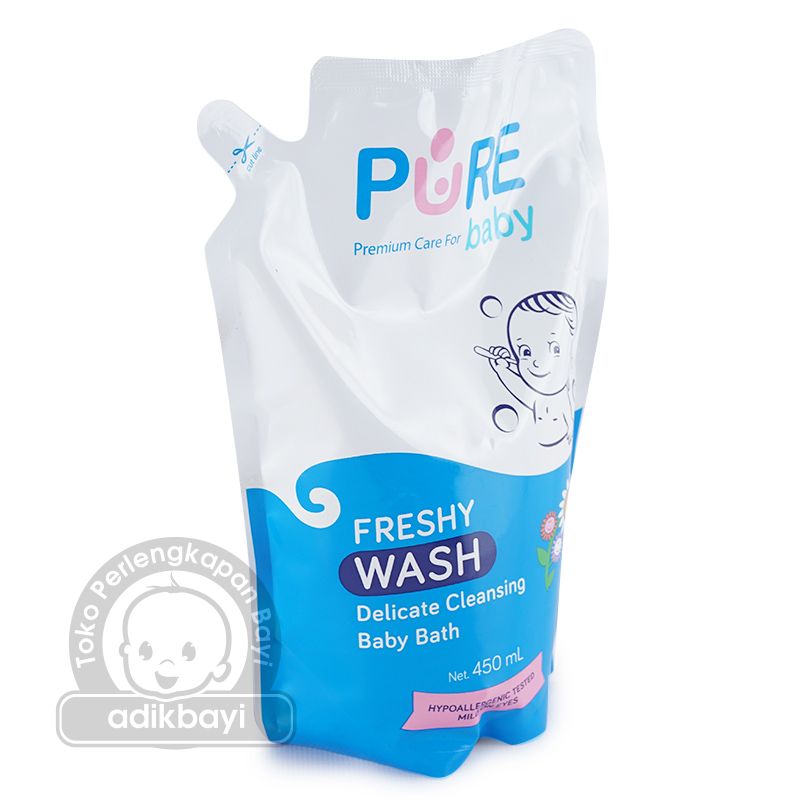 cut line
PURE
Premium Care For baby
FRESHY
WASH
Delicate Cleansing
Baby Bath
Net. 450 mL
HYPOALLERGENIC TESTED
Toko Perlengkapan Bayi
adikbayi